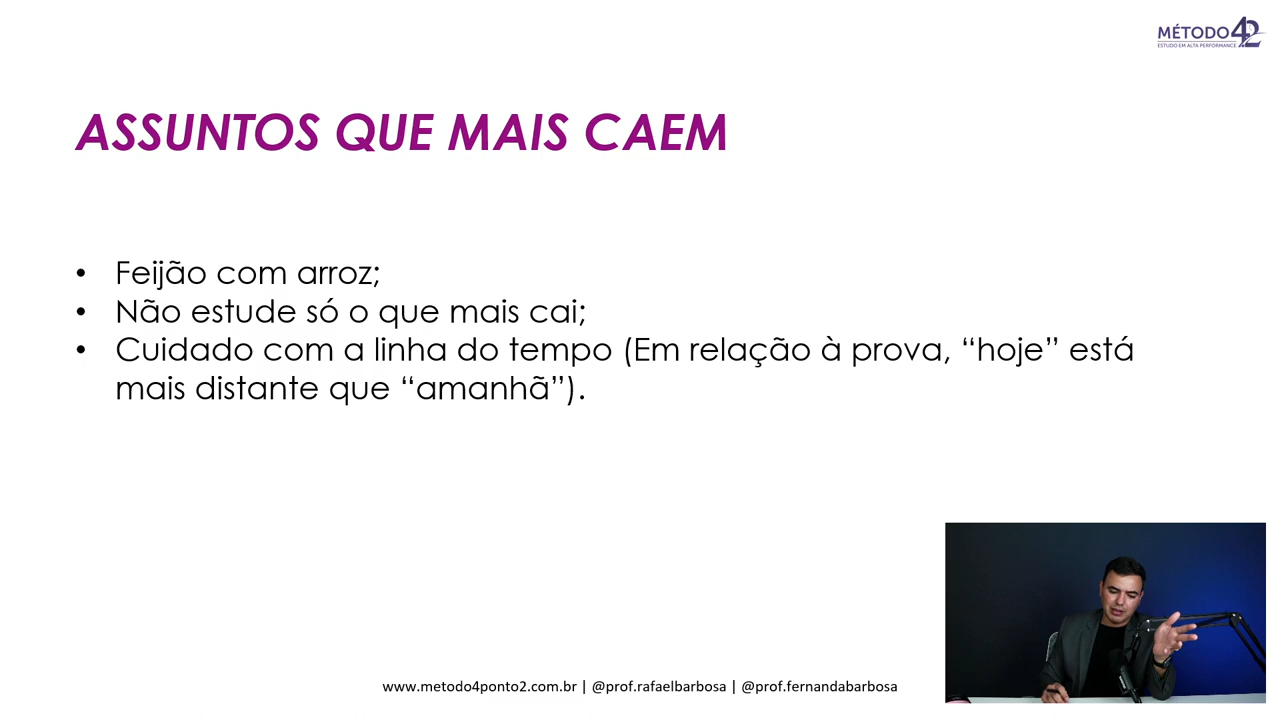 MÉTODO 4.2
ESTUDO EM ALTA PERFORMANCE
ASSUNTOS QUE MAIS CAEM
• Feijão com arroz;
• Não estude só o que mais cai;
• Cuidado com a linha do tempo (Em relação à prova, “hoje” está
mais distante que “amanhã”).
www.metodo4ponto2.com.br | @prof.rafaelbarbosa | @prof.fernandabarbosa